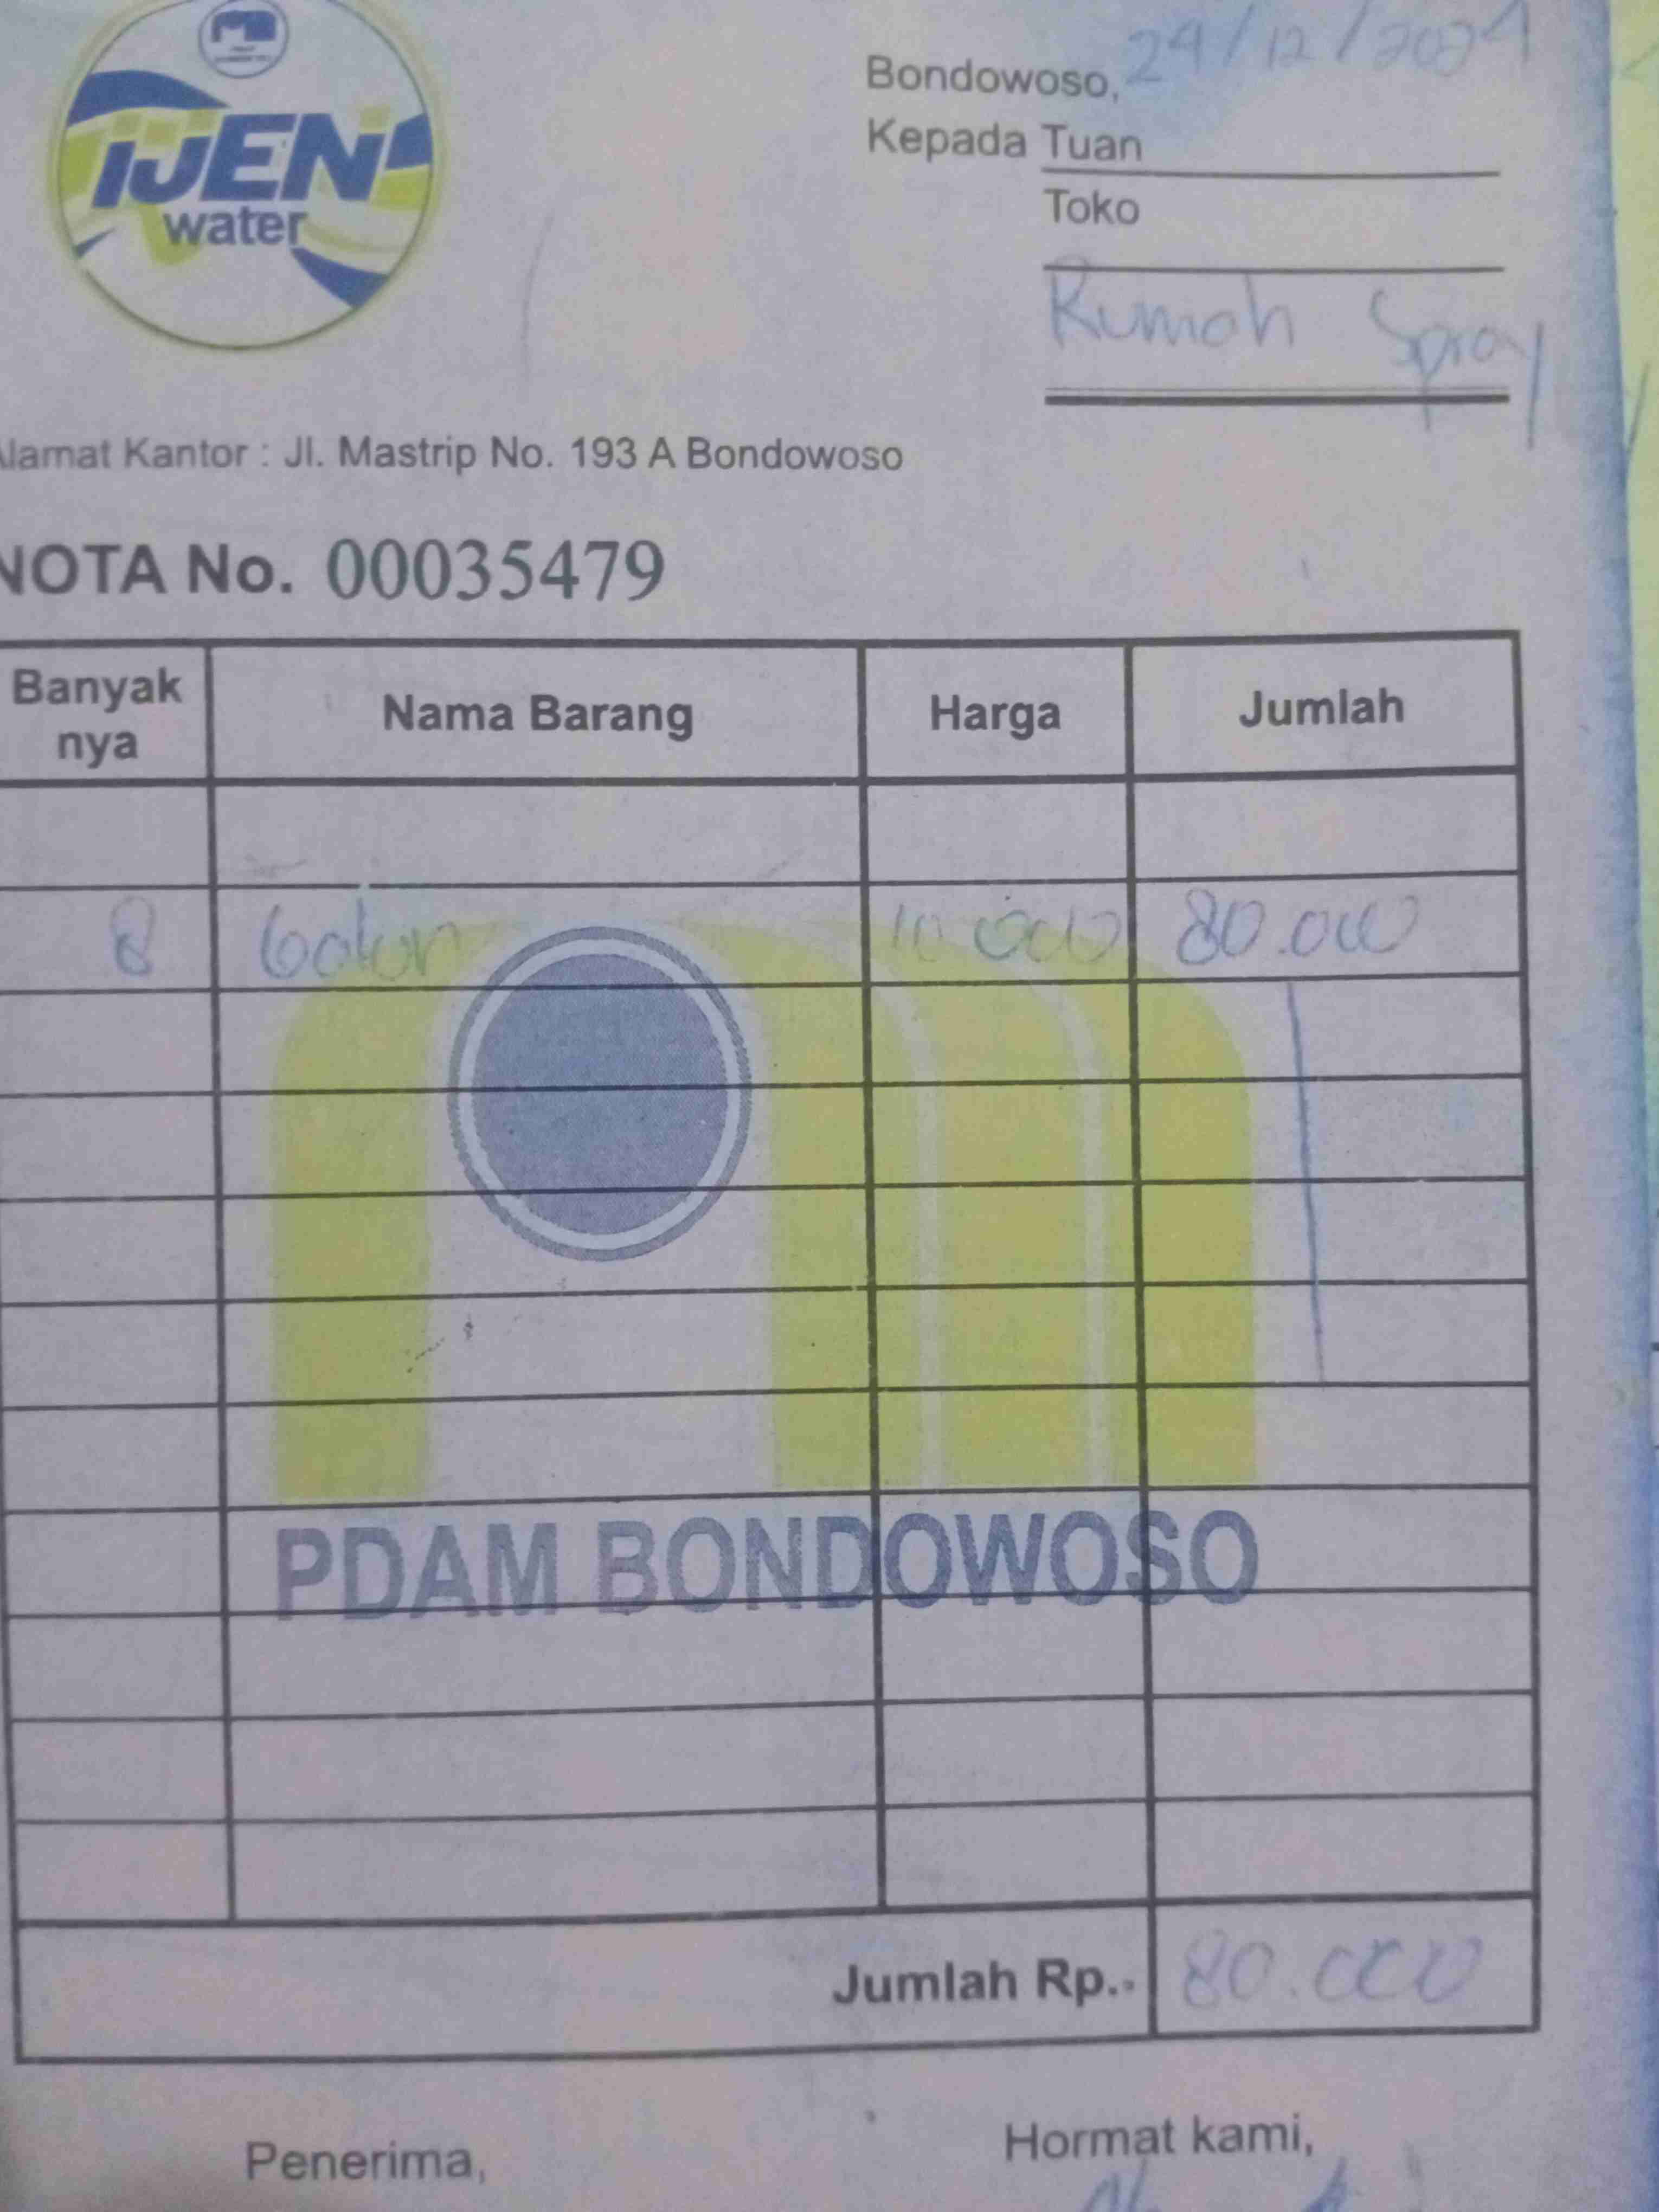 IJEN
water
Bondowoso, 24/12/2024
Kepada Tuan
Toko
Rumah Spray
Alamat Kantor : Jl. Mastrip No. 193 A Bondowoso
NOTA No. 00035479
Banyak nya Nama Barang Harga Jumlah
8 Galon 10.000 80.000
PDAM BONDOWOSO
Jumlah Rp.- 80.000
Penerima, Hormat kami,